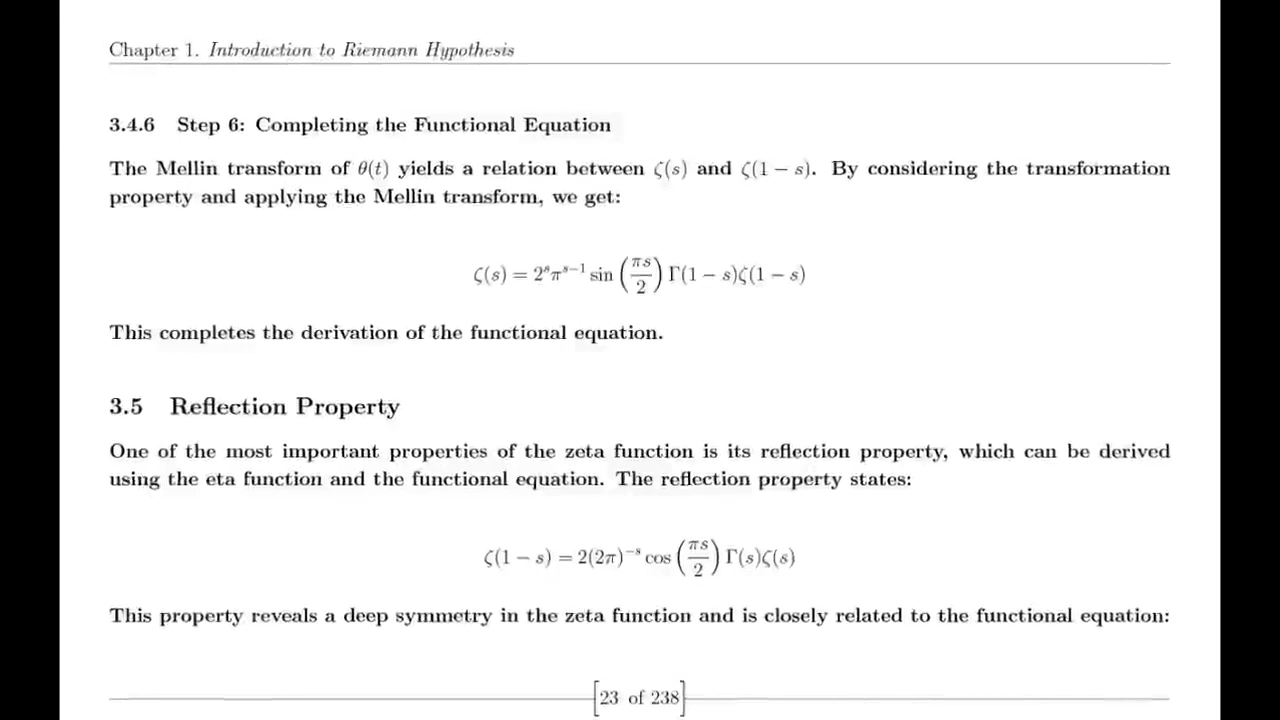 Chapter 1. Introduction to Riemann Hypothesis
3.4.6 Step 6: Completing the Functional Equation
The Mellin transform of θ(t) yields a relation between ζ(s) and ζ(1 − s). By considering the transformation
property and applying the Mellin transform, we get:
ζ(s) = 2^s π^{s−1} sin (πs/2) Γ(1 − s)ζ(1 − s)
This completes the derivation of the functional equation.
3.5 Reflection Property
One of the most important properties of the zeta function is its reflection property, which can be derived
using the eta function and the functional equation. The reflection property states:
ζ(1 − s) = 2(2π)^{−s} cos (πs/2) Γ(s)ζ(s)
This property reveals a deep symmetry in the zeta function and is closely related to the functional equation:
[23 of 238]